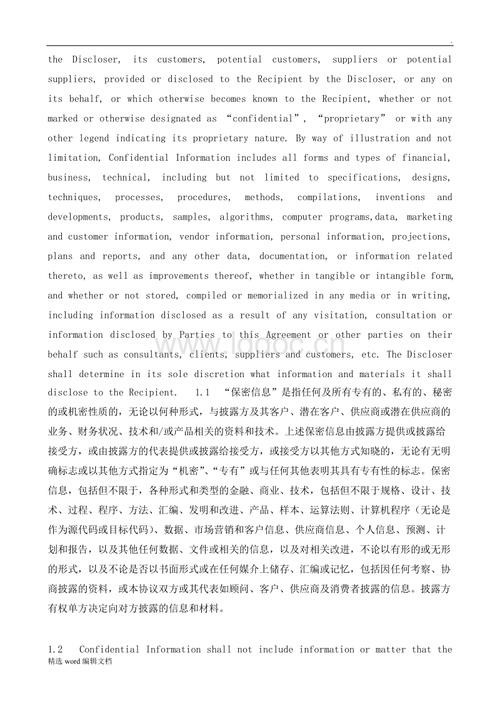 the Discloser, its customers, potential customers, suppliers or potential
suppliers, provided or disclosed to the Recipient by the Discloser, or any on
its behalf, or which otherwise becomes known to the Recipient, whether or not
marked or otherwise designated as “confidential”, “proprietary” or with any
other legend indicating its proprietary nature. By way of illustration and not
limitation, Confidential Information includes all forms and types of financial,
business, technical, including but not limited to specifications, designs,
techniques, processes, procedures, methods, compilations, inventions and
developments, products, samples, algorithms, computer programs,data, marketing
and customer information, vendor information, personal information, projections,
plans and reports, and any other data, documentation, or information related
thereto, as well as improvements thereof, whether in tangible or intangible form,
and whether or not stored, compiled or memorialized in any media or in writing,
including information disclosed as a result of any visitation, consultation or
information disclosed by Parties to this Agreement or other parties on their
behalf such as consultants, clients, suppliers and customers, etc. The Discloser
shall determine in its sole discretion what information and materials it shall
disclose to the Recipient. 1.1 “保密信息”是指任何及所有专有的、私有的、秘密
的或机密性质的，无论以何种形式，与披露方及其客户、潜在客户、供应商或潜在供应商的
业务、财务状况、技术和/或产品相关的资料和技术。上述保密信息由披露方提供或披露给
接受方，或由披露方的代表提供或披露给接受方，或接受方以其他方式知晓的，无论有无明
确标志或以其他方式指定为“机密”、“专有”或与任何其他表明其具有专有性的标志。保密
信息，包括但不限于，各种形式和类型的金融、商业、技术，包括但不限于规格、设计、技
术、过程、程序、方法、汇编、发明和改进、产品、样本、运算法则、计算机程序（无论是
作为源代码或目标代码）、数据、市场营销和客户信息、供应商信息、个人信息、预测、计
划和报告，以及其他任何数据、文件或相关的信息，以及对相关改进，不论以有形的或无形
的形式，以及不论是否以书面形式或在任何媒介上储存、汇编或记忆，包括因任何考察、协
商披露的资料，或本协议双方或其代表如顾问、客户、供应商及消费者披露的信息。披露方
有权单方决定向对方披露的信息和材料。
1.2 Confidential Information shall not include information or matter that the
精选 word 编辑文档